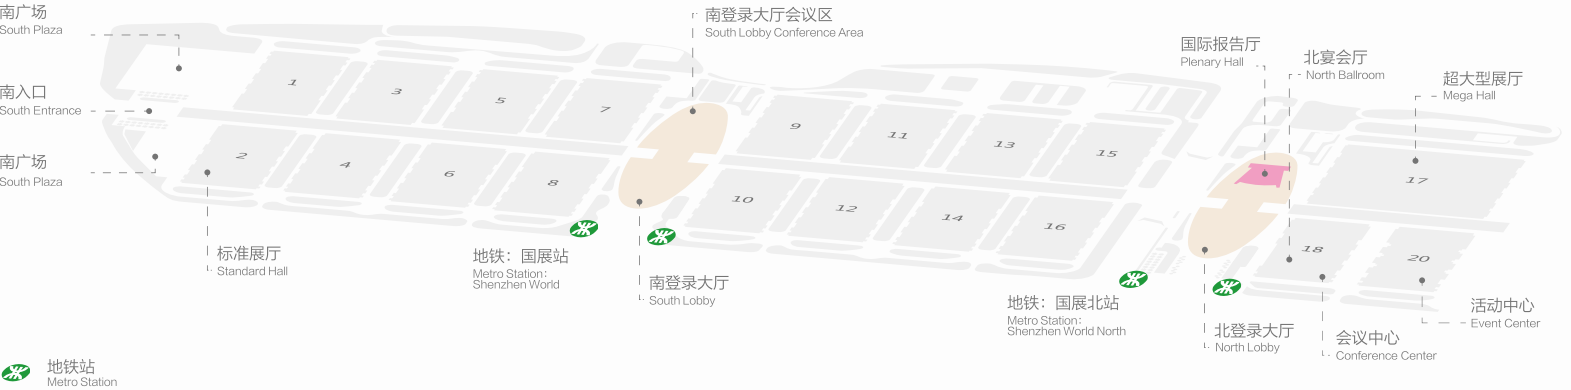 南广场
South Plaza
南入口
South Entrance
南广场
South Plaza
南登录大厅会议区
South Lobby Conference Area
国际报告厅
Plenary Hall
北宴会厅
North Ballroom
超大型展厅
Mega Hall
1
3
5
7
9
11
13
15
17
2
4
6
8
10
12
14
16
18
20
标准展厅
Standard Hall
地铁：国展站
Metro Station：
Shenzhen World
南登录大厅
South Lobby
地铁：国展北站
Metro Station：
Shenzhen World North
北登录大厅
North Lobby
会议中心
Conference Center
活动中心
Event Center
地铁站
Metro Station